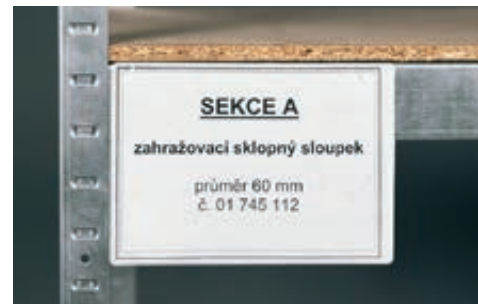 SEKCE A
zahražovací sklopný sloupek
průměr 60 mm
č. 01 745 112